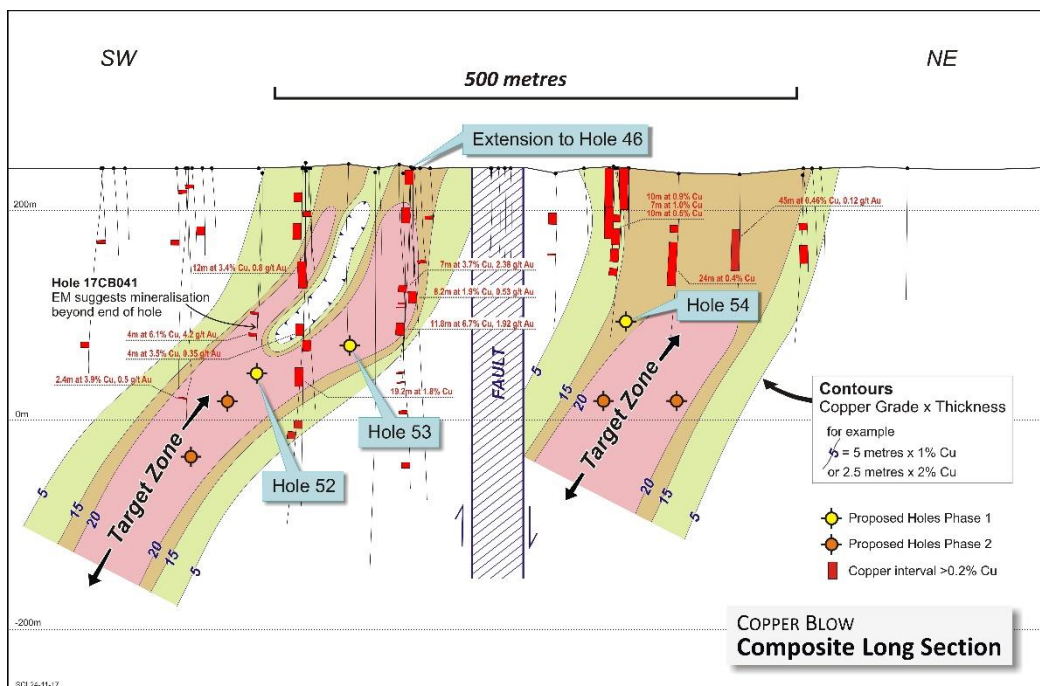 SW
NE
500 metres
Extension to Hole 46
200m
10m at 0.9% Cu
7m at 1.0% Cu
10m at 0.5% Cu
45m at 0.46% Cu, 0.12 g/t Au
12m at 3.4% Cu, 0.8 g/t Au
7m at 3.7% Cu, 2.38 g/t Au
24m at 0.4% Cu
Hole 17CB041
EM suggests mineralisation
beyond end of hole
8.2m at 1.9% Cu, 0.53 g/t Au
Hole 54
4m at 6.1% Cu, 4.2 g/t Au
11.8m at 6.7% Cu, 1.92 g/t Au
4m at 3.5% Cu, 0.35 g/t Au
2.4m at 3.9% Cu, 0.5 g/t Au
19.2m at 1.8% Cu
FAULT
0m
Hole 53
Hole 52
Target Zone
Target Zone
5
15
20
20
15
5
5
15
20
20
15
5
Contours
Copper Grade x Thickness
for example
5 = 5 metres x 1% Cu
or 2.5 metres x 2% Cu
Proposed Holes Phase 1
Proposed Holes Phase 2
Copper interval >0.2% Cu
-200m
COPPER BLOW
Composite Long Section